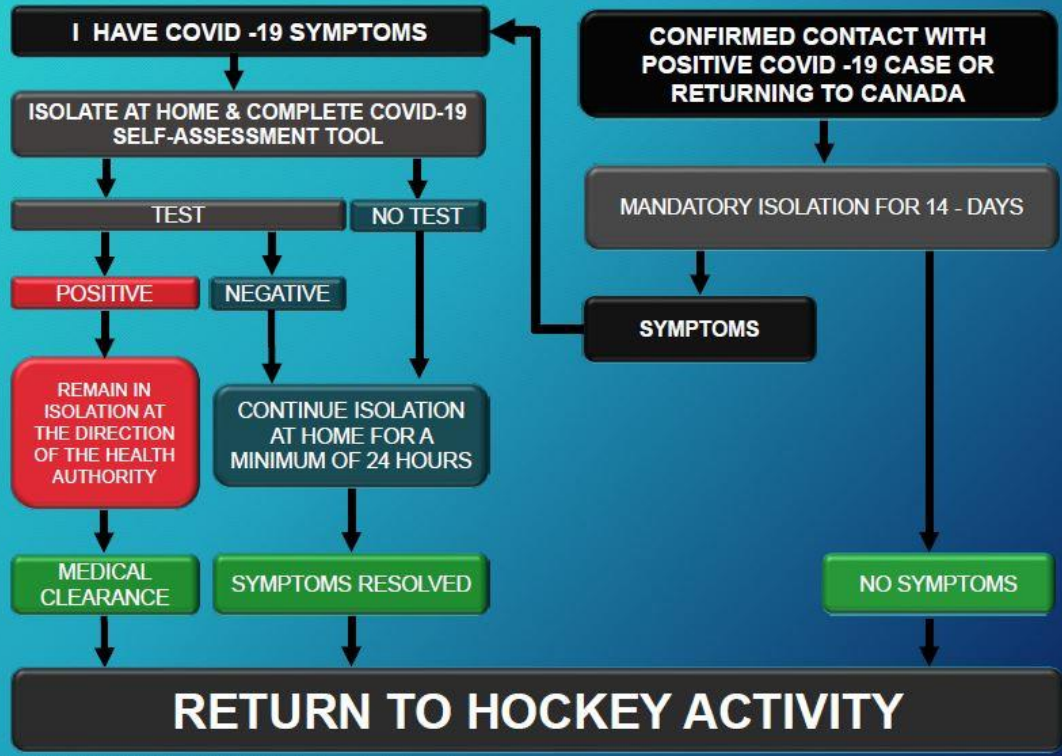 I HAVE COVID -19 SYMPTOMS
ISOLATE AT HOME & COMPLETE COVID-19
SELF-ASSESSMENT TOOL
TEST
NO TEST
POSITIVE
NEGATIVE
REMAIN IN
ISOLATION AT
THE DIRECTION
OF THE HEALTH
AUTHORITY
CONTINUE ISOLATION
AT HOME FOR A
MINIMUM OF 24 HOURS
MEDICAL
CLEARANCE
SYMPTOMS RESOLVED
CONFIRMED CONTACT WITH
POSITIVE COVID -19 CASE OR
RETURNING TO CANADA
MANDATORY ISOLATION FOR 14 - DAYS
SYMPTOMS
NO SYMPTOMS
RETURN TO HOCKEY ACTIVITY